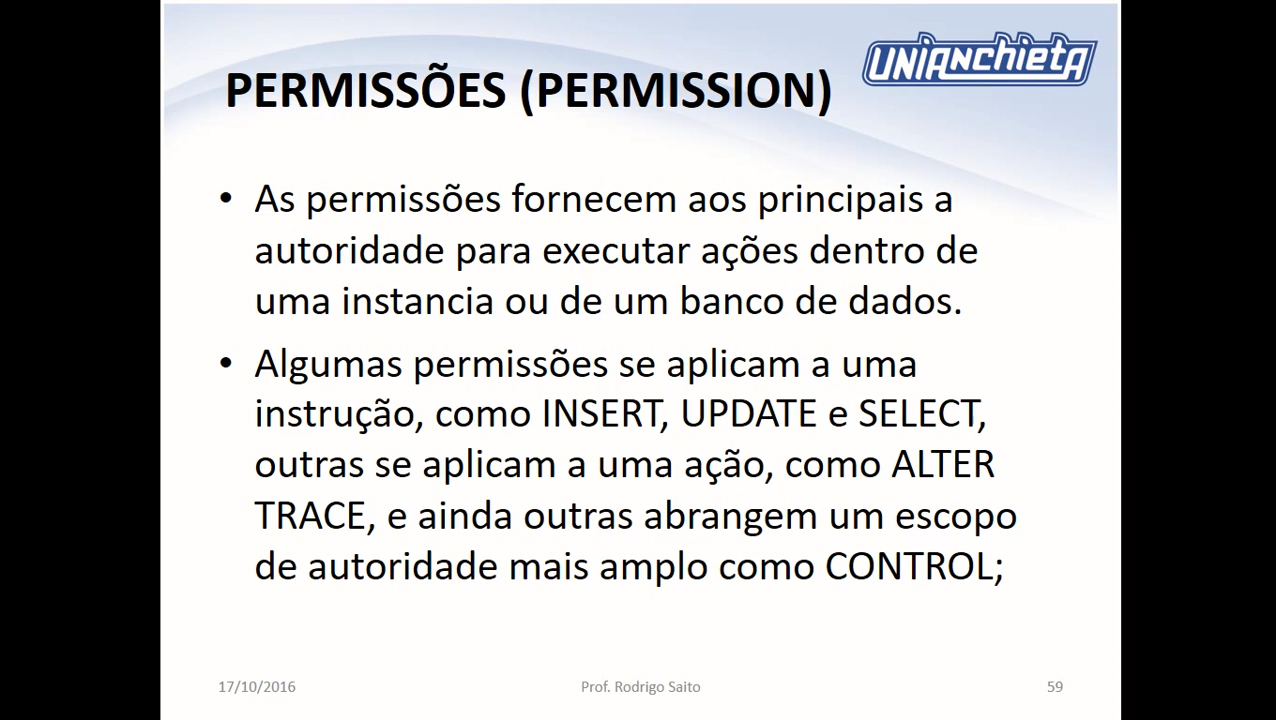 UNIANCHIETA
PERMISSÕES (PERMISSION)
• As permissões fornecem aos principais a
autoridade para executar ações dentro de
uma instancia ou de um banco de dados.
• Algumas permissões se aplicam a uma
instrução, como INSERT, UPDATE e SELECT,
outras se aplicam a uma ação, como ALTER
TRACE, e ainda outras abrangem um escopo
de autoridade mais amplo como CONTROL;
17/10/2016
Prof. Rodrigo Saito
59